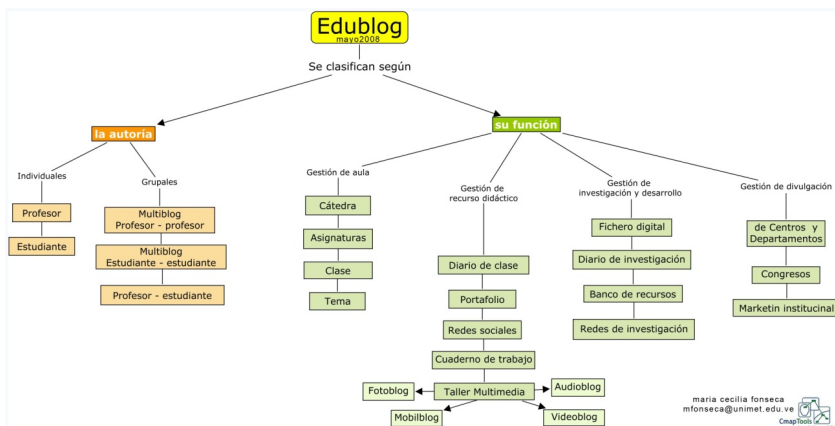 Edublog
mayo2008
Se clasifican según
la autoría
su función
Individuales
Profesor
Estudiante
Grupales
Multiblog
Profesor - profesor
Multiblog
Estudiante - estudiante
Profesor - estudiante
Gestión de aula
Cátedra
Asignaturas
Clase
Tema
Gestión de
recurso didáctico
Diario de clase
Portafolio
Redes sociales
Cuaderno de trabajo
Taller Multimedia
Fotoblog
Mobilblog
Audioblog
Videoblog
Gestión de
investigación y desarrollo
Fichero digital
Diario de investigación
Banco de recursos
Redes de investigación
Gestión de divulgación
de Centros y
Departamentos
Congresos
Marketin institucinal
maria cecilia fonseca
mfonseca@unimet.edu.ve
CmapTools